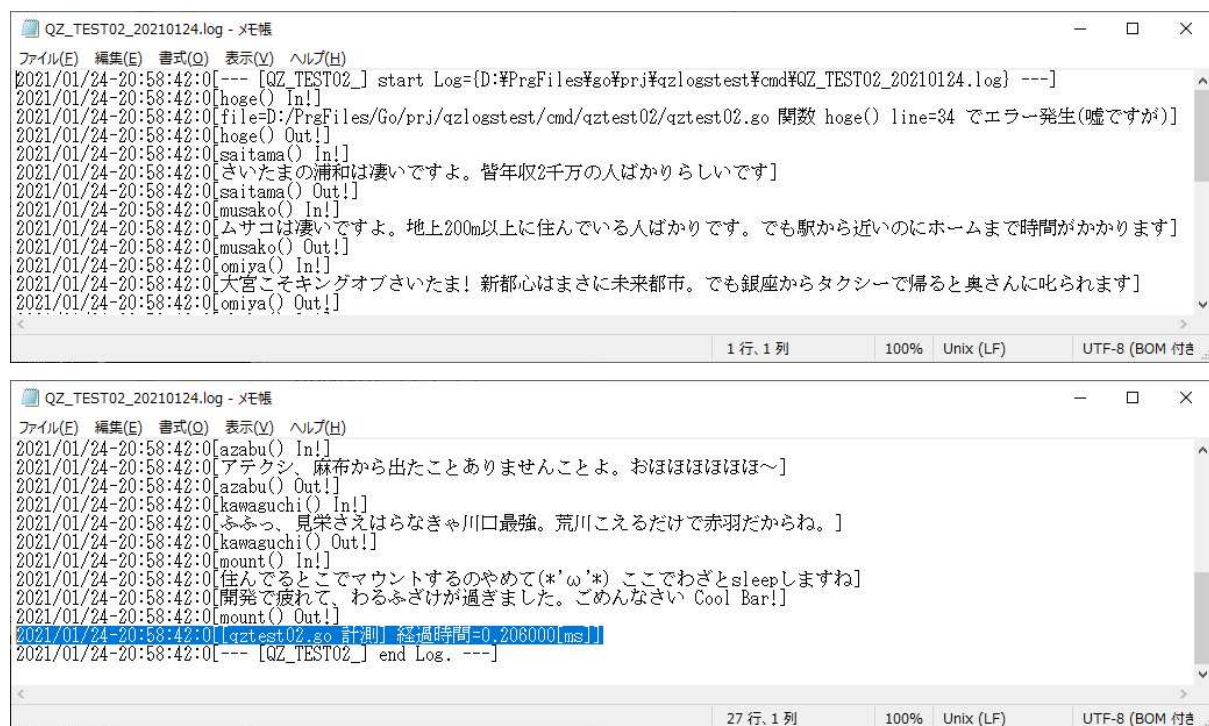 QZ_TEST02_20210124.log - メモ帳
ファイル(F) 編集(E) 書式(O) 表示(V) ヘルプ(H)
2021/01/24-20:58:42:0[--- [QZ_TEST02_] start Log={D:¥PrgFiles¥go¥prj¥qzlogstest¥cmd¥QZ_TEST02_20210124.log} ---]
2021/01/24-20:58:42:0[hoge() In!]
2021/01/24-20:58:42:0[file=D:/PrgFiles/Go/prj/qzlogstest/cmd/qztest02/qztest02.go 関数 hoge() line=34 でエラー発生(嘘ですが)]
2021/01/24-20:58:42:0[hoge() Out!]
2021/01/24-20:58:42:0[saitama() In!]
2021/01/24-20:58:42:0[さいたまの浦和は凄いですよ。皆年収2千万の人ばかりらしいです]
2021/01/24-20:58:42:0[saitama() Out!]
2021/01/24-20:58:42:0[musako() In!]
2021/01/24-20:58:42:0[ムサコは凄いですよ。地上200m以上に住んでいる人ばかりです。でも駅から近いのにホームまで時間がかかります]
2021/01/24-20:58:42:0[musako() Out!]
2021/01/24-20:58:42:0[omiya() In!]
2021/01/24-20:58:42:0[大宮こそキングオブさいたま! 新都心はまさに未来都市。でも銀座からタクシーで帰ると奥さんに叱られます]
2021/01/24-20:58:42:0[omiya() Out!]
1 行、1 列 100% Unix (LF) UTF-8 (BOM 付き
QZ_TEST02_20210124.log - メモ帳
ファイル(F) 編集(E) 書式(O) 表示(V) ヘルプ(H)
2021/01/24-20:58:42:0[azabu() In!]
2021/01/24-20:58:42:0[アテクシ、麻布から出たことありませんことよ。おほほほほほほ～]
2021/01/24-20:58:42:0[azabu() Out!]
2021/01/24-20:58:42:0[kawaguchi() In!]
2021/01/24-20:58:42:0[ふふっ、見栄さえはらなきゃ川口最強。荒川こえるだけで赤羽だからね。]
2021/01/24-20:58:42:0[kawaguchi() Out!]
2021/01/24-20:58:42:0[mount() In!]
2021/01/24-20:58:42:0[住んでるとこでマウントするのやめて(*'ω'*) ここでわざとsleepしますね]
2021/01/24-20:58:42:0[開発で疲れて、わるふざけが過ぎました。ごめんなさい Cool Bar!]
2021/01/24-20:58:42:0[mount() Out!]
2021/01/24-20:58:42:0[[qztest02.go 計測] 経過時間=0.206000[ms]]
2021/01/24-20:58:42:0[--- [QZ_TEST02_] end Log. ---]
27 行、1 列 100% Unix (LF) UTF-8 (BOM 付き